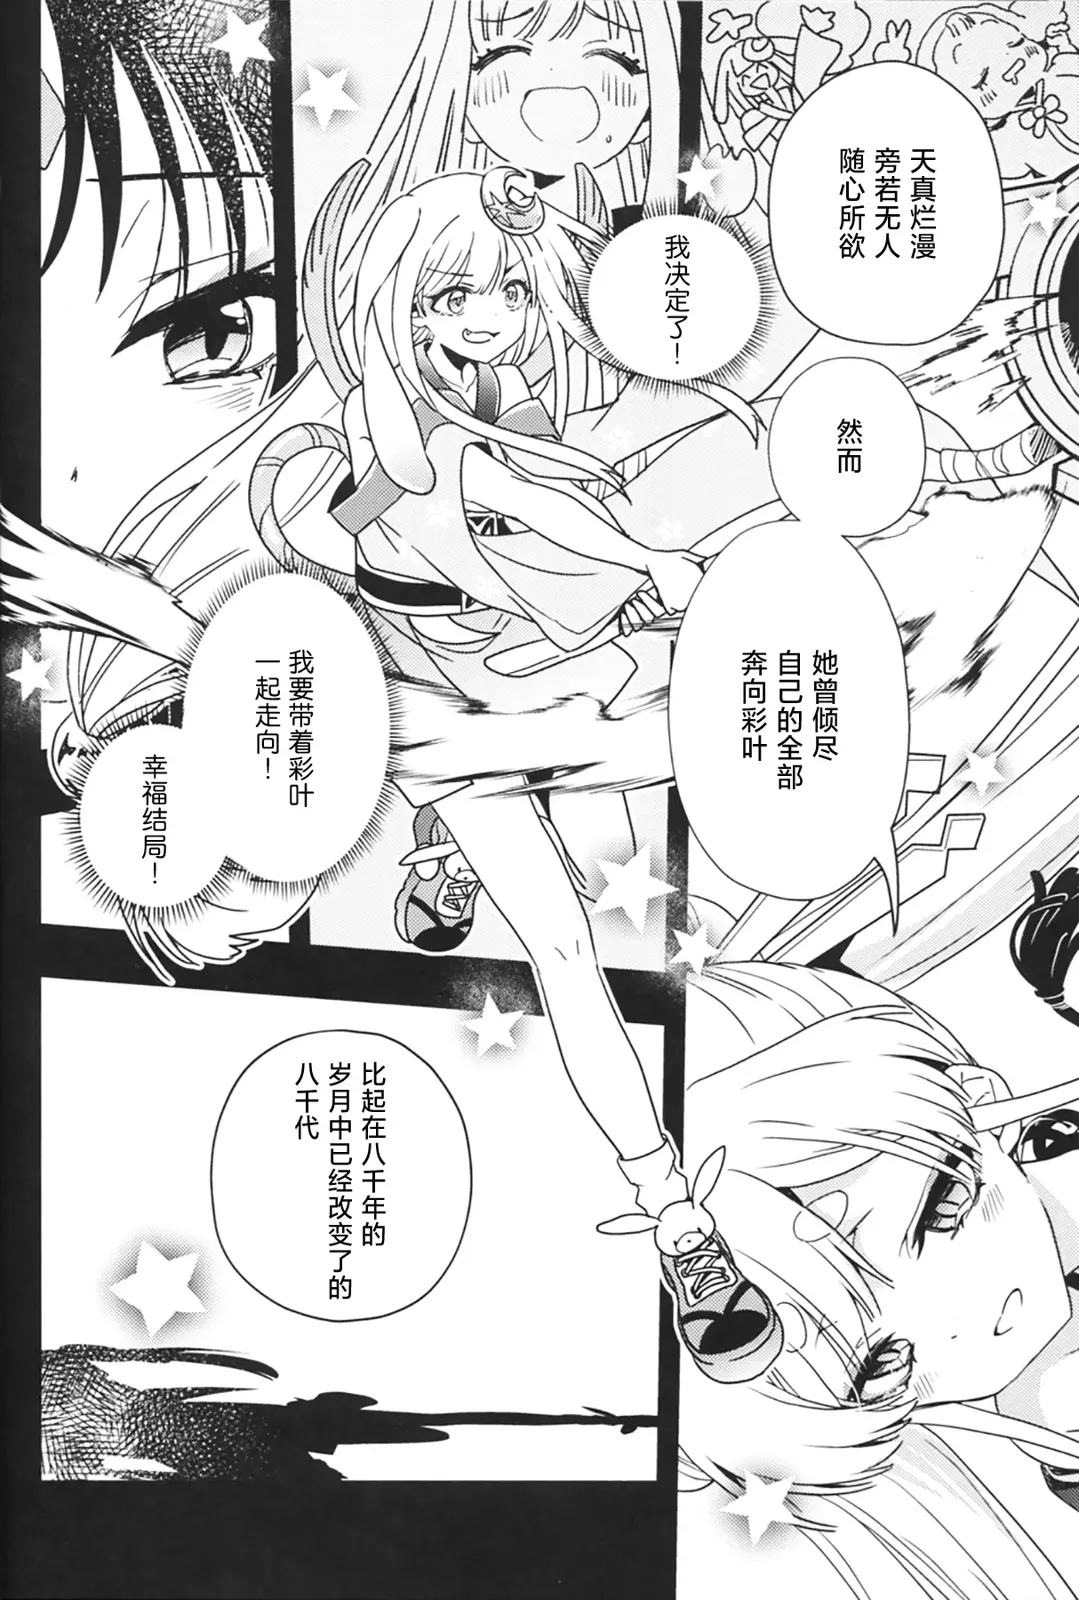 天真烂漫
旁若无人
随心所欲
我决定了！
然而
她曾倾尽
自己的全部
奔向彩叶
我要带着彩叶
一起走向！
幸福结局！
比起在八千年的
岁月中已经改变了的
八千代